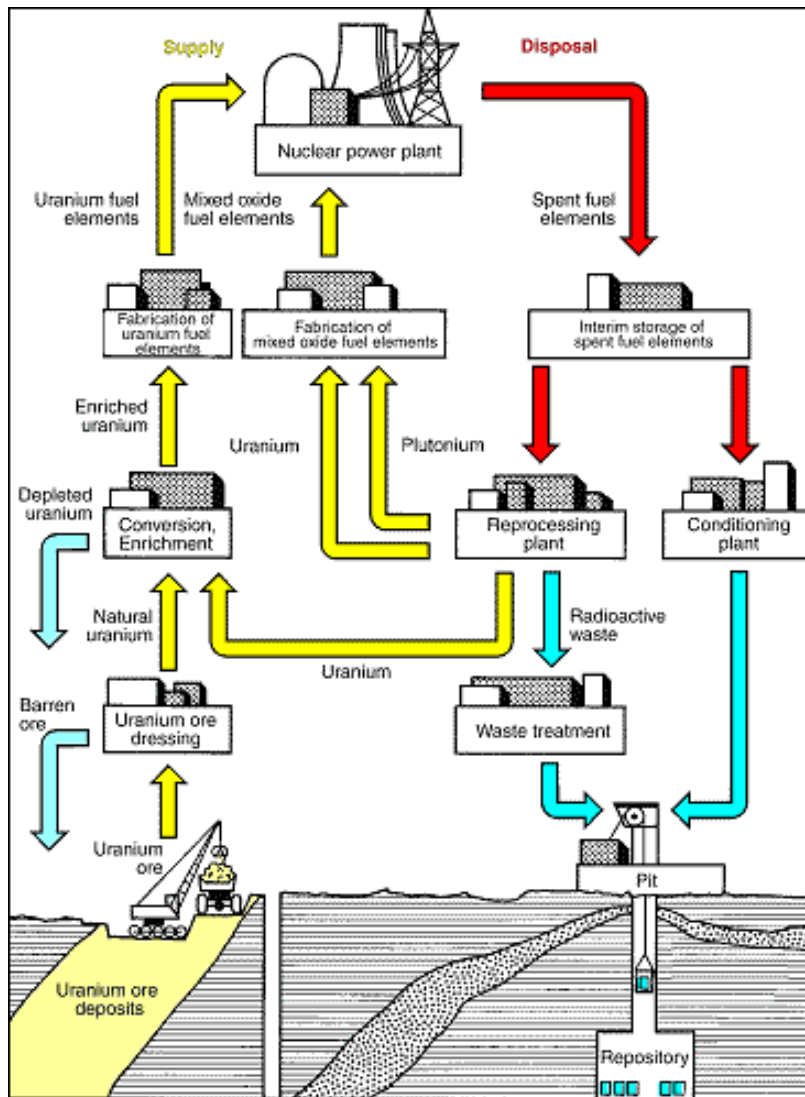 Supply
Disposal
Nuclear power plant
Uranium fuel
elements
Mixed oxide
fuel elements
Spent fuel
elements
Fabrication of
uranium fuel
elements
Fabrication of
mixed oxide fuel elements
Interim storage of
spent fuel elements
Enriched
uranium
Uranium
Plutonium
Depleted
uranium
Conversion,
Enrichment
Reprocessing
plant
Conditioning
plant
Natural
uranium
Radioactive
waste
Uranium
Barren
ore
Uranium ore
dressing
Waste treatment
Uranium
ore
Pit
Uranium ore
deposits
Repository